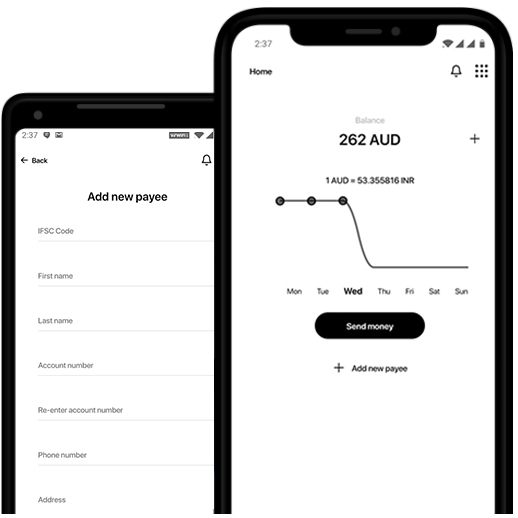 2:37
Back
Add new payee
IFSC Code
First name
Last name
Account number
Re-enter account number
Phone number
Address
2:37
Home
Balance
262 AUD
1 AUD = 53.355816 INR
Mon Tue Wed Thu Fri Sat Sun
Send money
Add new payee